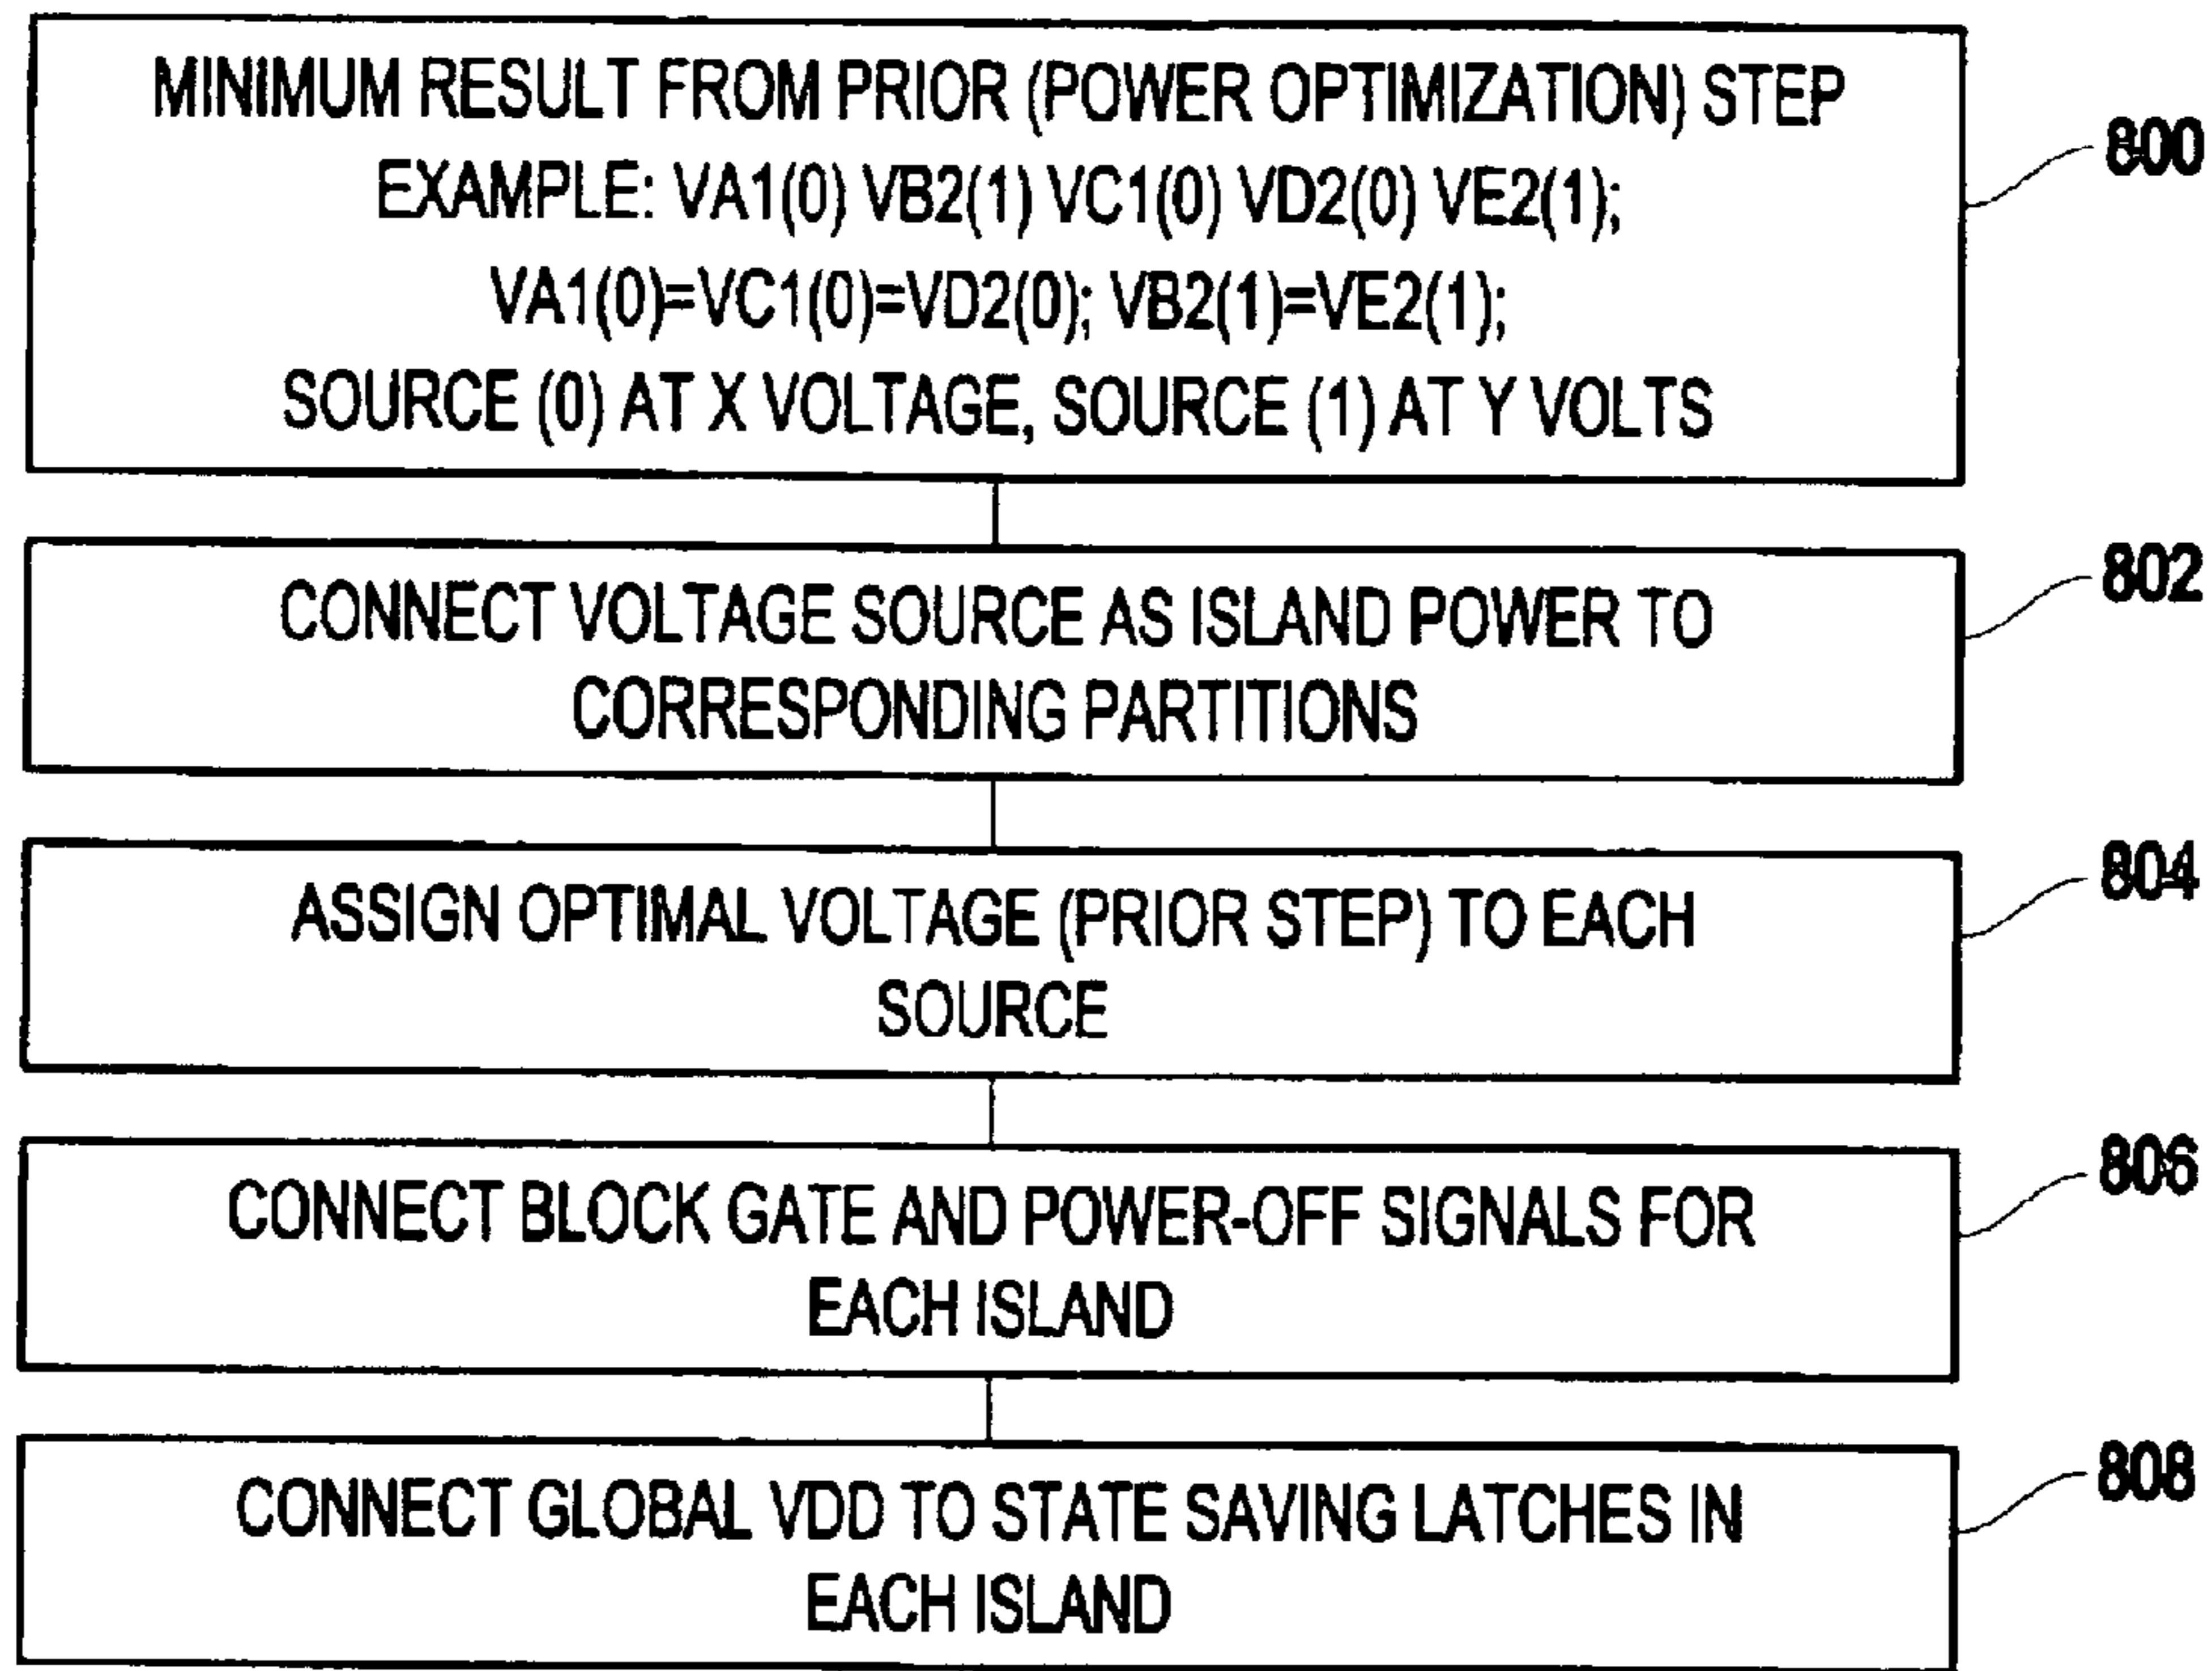 MINIMUM RESULT FROM PRIOR (POWER OPTIMIZATION) STEP
EXAMPLE: VA1(0) VB2(1) VC1(0) VD2(0) VE2(1);
VA1(0)=VC1(0)=VD2(0); VB2(1)=VE2(1);
SOURCE (0) AT X VOLTAGE, SOURCE (1) AT Y VOLTS
800
CONNECT VOLTAGE SOURCE AS ISLAND POWER TO
CORRESPONDING PARTITIONS
802
ASSIGN OPTIMAL VOLTAGE (PRIOR STEP) TO EACH
SOURCE
804
CONNECT BLOCK GATE AND POWER-OFF SIGNALS FOR
EACH ISLAND
806
CONNECT GLOBAL VDD TO STATE SAVING LATCHES IN
EACH ISLAND
808